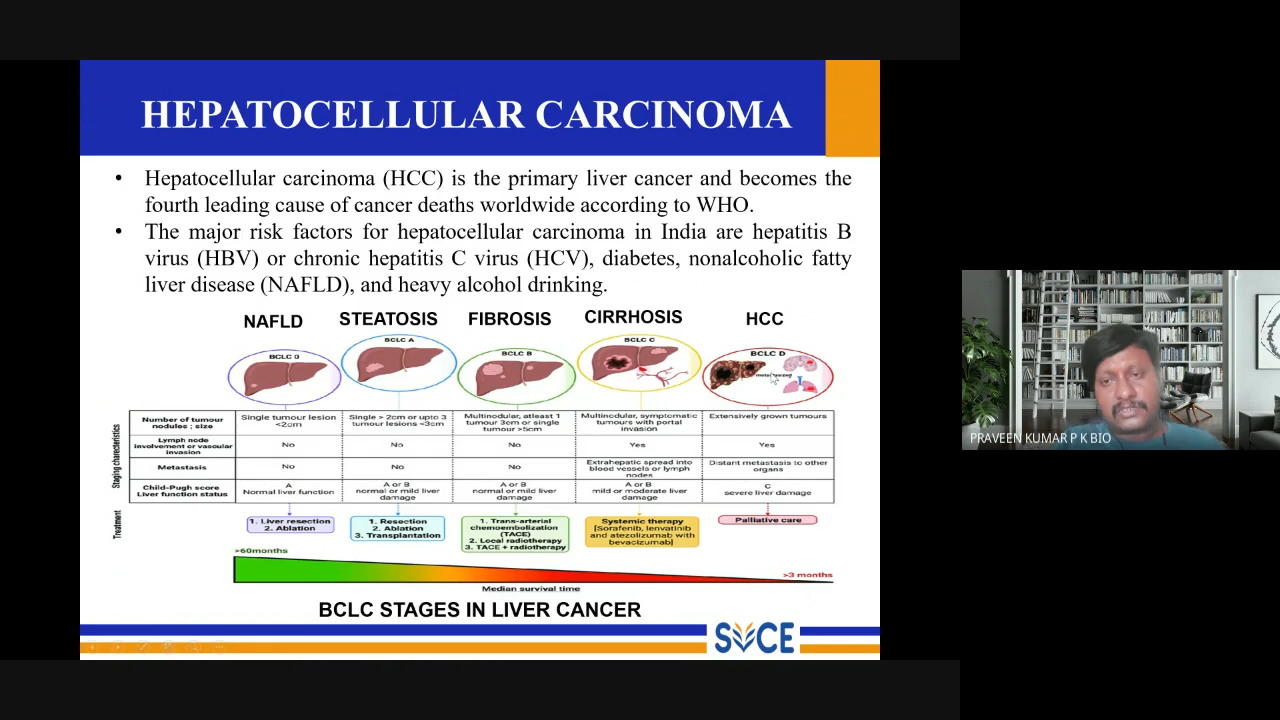 HEPATOCELLULAR CARCINOMA
• Hepatocellular carcinoma (HCC) is the primary liver cancer and becomes the
fourth leading cause of cancer deaths worldwide according to WHO.
• The major risk factors for hepatocellular carcinoma in India are hepatitis B
virus (HBV) or chronic hepatitis C virus (HCV), diabetes, nonalcoholic fatty
liver disease (NAFLD), and heavy alcohol drinking.
NAFLD STEATOSIS FIBROSIS CIRRHOSIS HCC
BCLC 0 BCLC A BCLC B BCLC C BCLC D
Staging characteristics
Number of tumour
nodules ; size
Single tumour lesion
<2cm
Single > 2cm or upto 3
tumour lesions <3cm
Multinodular, atleast 1
tumour 3cm or single
tumour >5cm
Multinodular, symptomatic
tumours with portal
invasion
Extensively grown tumours
Lymph node
involvement or vascular
invasion
No No No Yes Yes
Metastasis
No No No
Extrahepatic spread into
blood vessels or lymph
nodes
Distant metastasis to other
organs
Child-Pugh score
Liver function status
A
Normal liver function
A or B
normal or mild liver
damage
A or B
normal or mild liver
damage
A or B
mild or moderate liver
damage
C
severe liver damage
Treatment
1. Liver resection
2. Ablation
1. Resection
2. Ablation
3. Transplantation
1. Trans-arterial
chemoembolization
(TACE)
2. Local radiotherapy
3. TACE + radiotherapy
Systemic therapy
[Sorafenib, lenvatinib
and atezolizumab with
bevacizumab]
Palliative care
>60months
>3 months
Median survival time
BCLC STAGES IN LIVER CANCER
SVCE
PRAVEEN KUMAR P K BIO